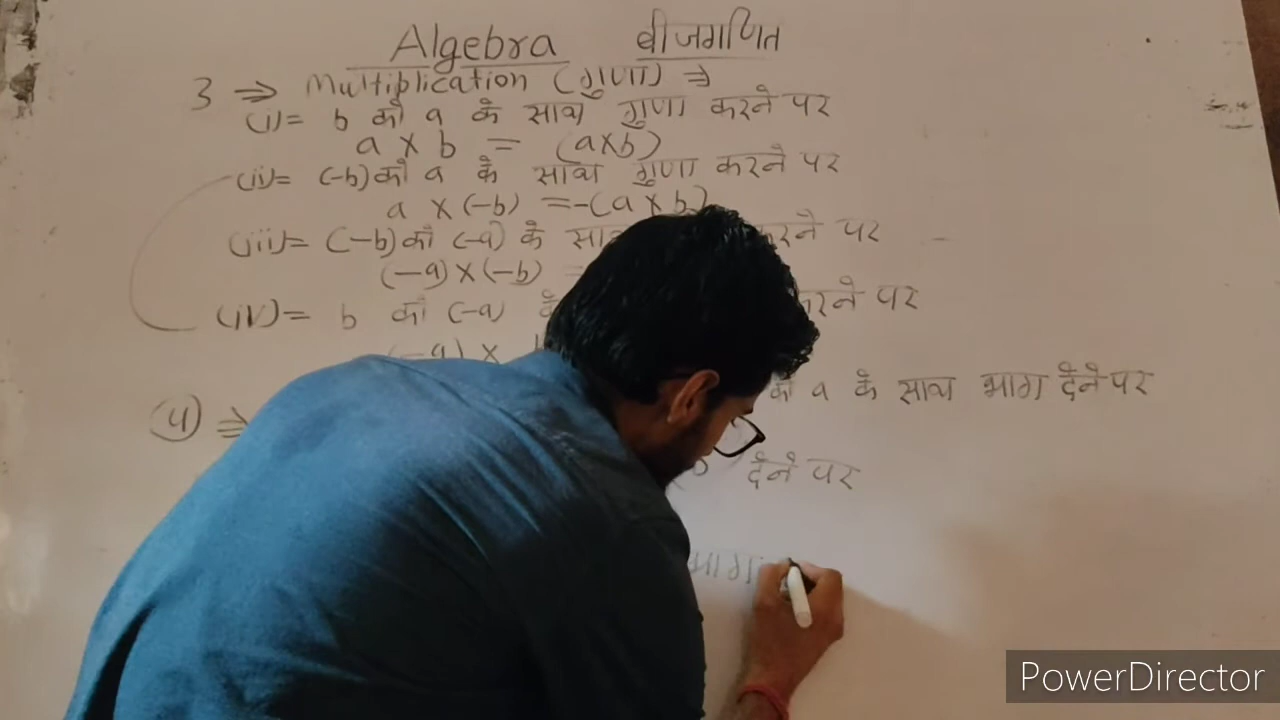 Algebra बीजगणित
3 ⇒ Multiplication (गुणा) ⇒
(i)= b को a के साथ गुणा करने पर
a × b = (a×b)
(ii)= (-b) को a के साथ गुणा करने पर
a × (-b) = -(a × b)
(iii)= (-b) को (-a) के सा करने पर
(-a) × (-b) =
(iv)= b को (-a) के करने पर
(-a) ×
(4) ⇒ को a के साथ भाग देने पर
देने पर
भाग
PowerDirector